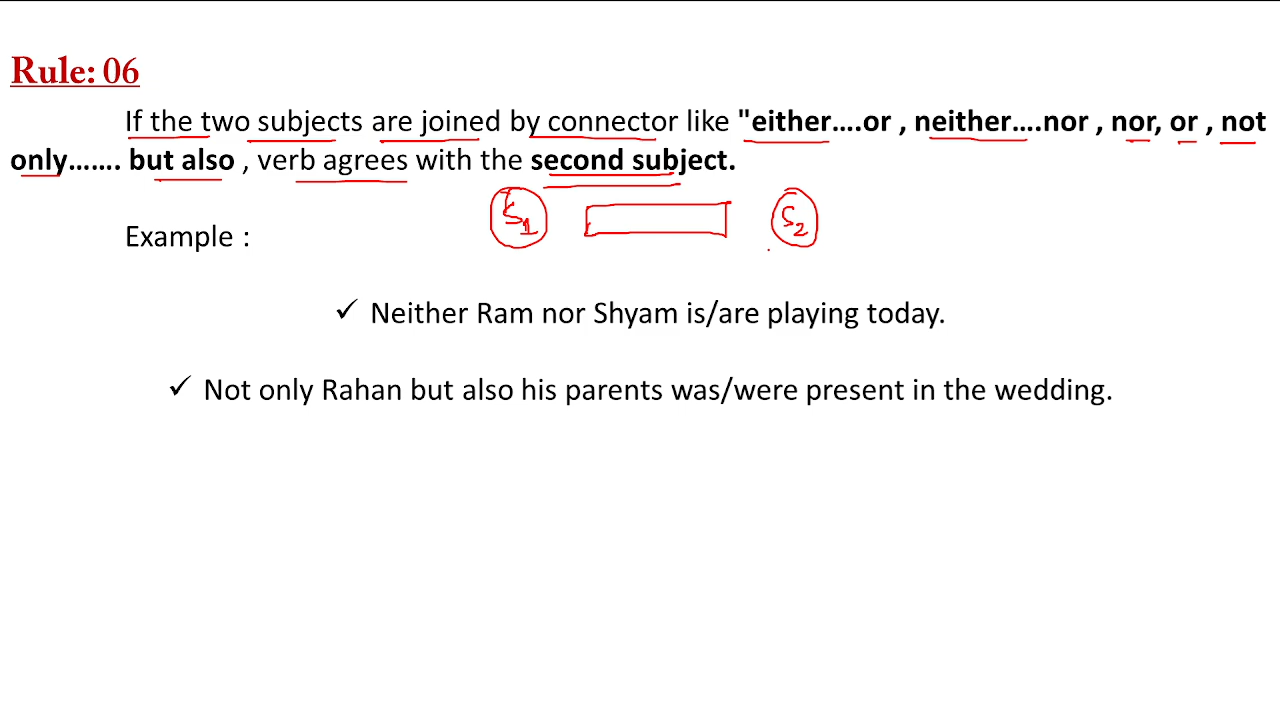 Rule: 06
If the two subjects are joined by connector like "either....or , neither....nor , nor, or , not
only....... but also , verb agrees with the second subject.
S1 S2
Example :
✓ Neither Ram nor Shyam is/are playing today.
✓ Not only Rahan but also his parents was/were present in the wedding.